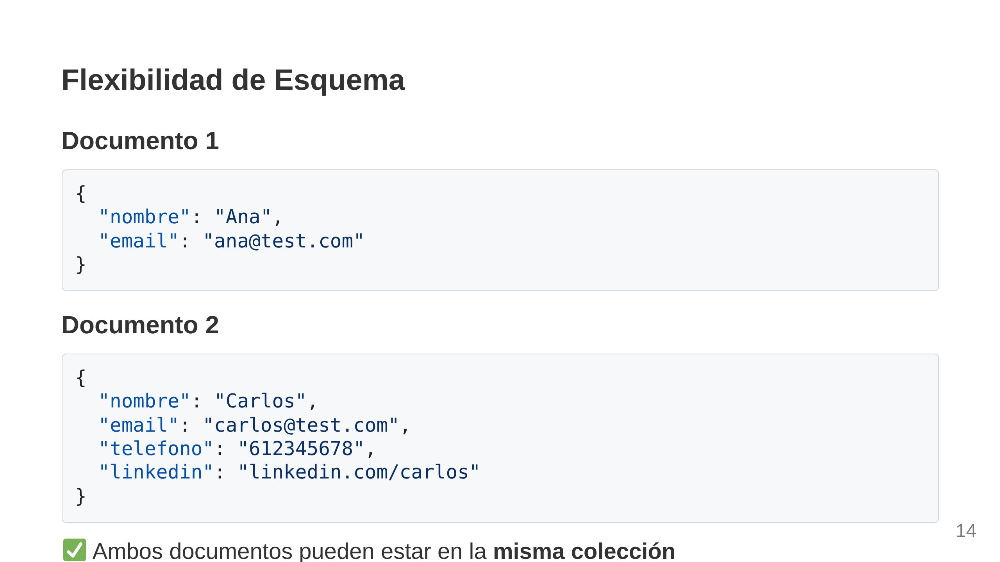 Flexibilidad de Esquema
Documento 1
{
  "nombre": "Ana",
  "email": "ana@test.com"
}
Documento 2
{
  "nombre": "Carlos",
  "email": "carlos@test.com",
  "telefono": "612345678",
  "linkedin": "linkedin.com/carlos"
}
✅ Ambos documentos pueden estar en la misma colección
14